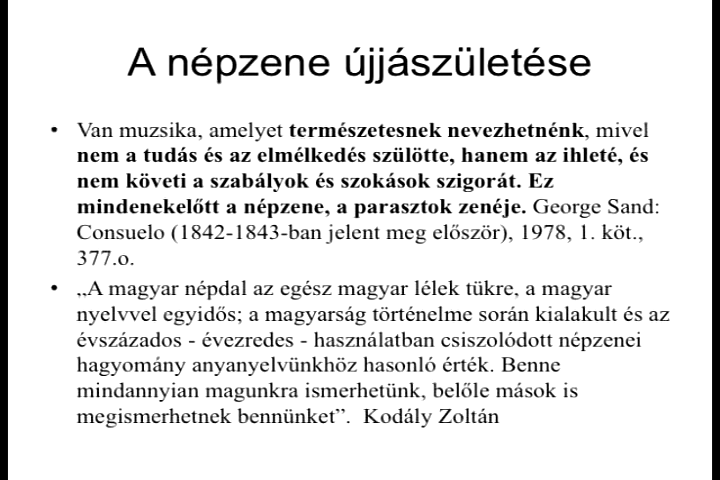 A népzene újjászületése
• Van muzsika, amelyet természetesnek nevezhetnénk, mivel
nem a tudás és az elmélkedés szülötte, hanem az ihleté, és
nem követi a szabályok és szokások szigorát. Ez
mindenekelőtt a népzene, a parasztok zenéje. George Sand:
Consuelo (1842-1843-ban jelent meg először), 1978, 1. köt.,
377.o.
• „A magyar népdal az egész magyar lélek tükre, a magyar
nyelvvel egyidős; a magyarság történelme során kialakult és az
évszázados - évezredes - használatban csiszolódott népzenei
hagyomány anyanyelvünkhöz hasonló érték. Benne
mindannyian magunkra ismerhetünk, belőle mások is
megismerhetnek bennünket”. Kodály Zoltán